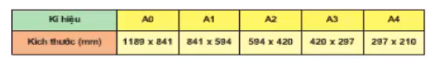 Kí hiệu A0 A1 A2 A3 A4
Kích thước (mm) 1189 x 841 841 x 594 594 x 420 420 x 297 297 x 210